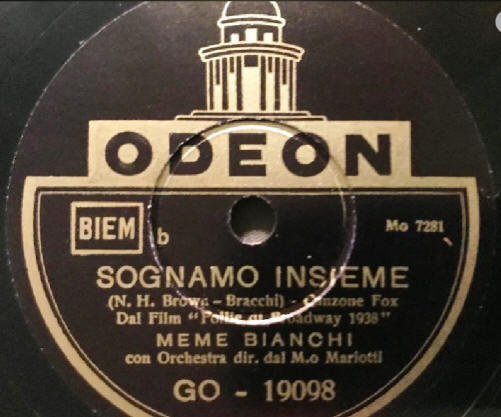 ODEON
BIEM b
Mo 7281
SOGNAMO INSIEME
(N. H. Brown - Bracchi) - Canzone Fox
Dal Film "Follie di Broadway 1938"
MEME BIANCHI
con Orchestra dir. dal M.o Mariotti
GO - 19098